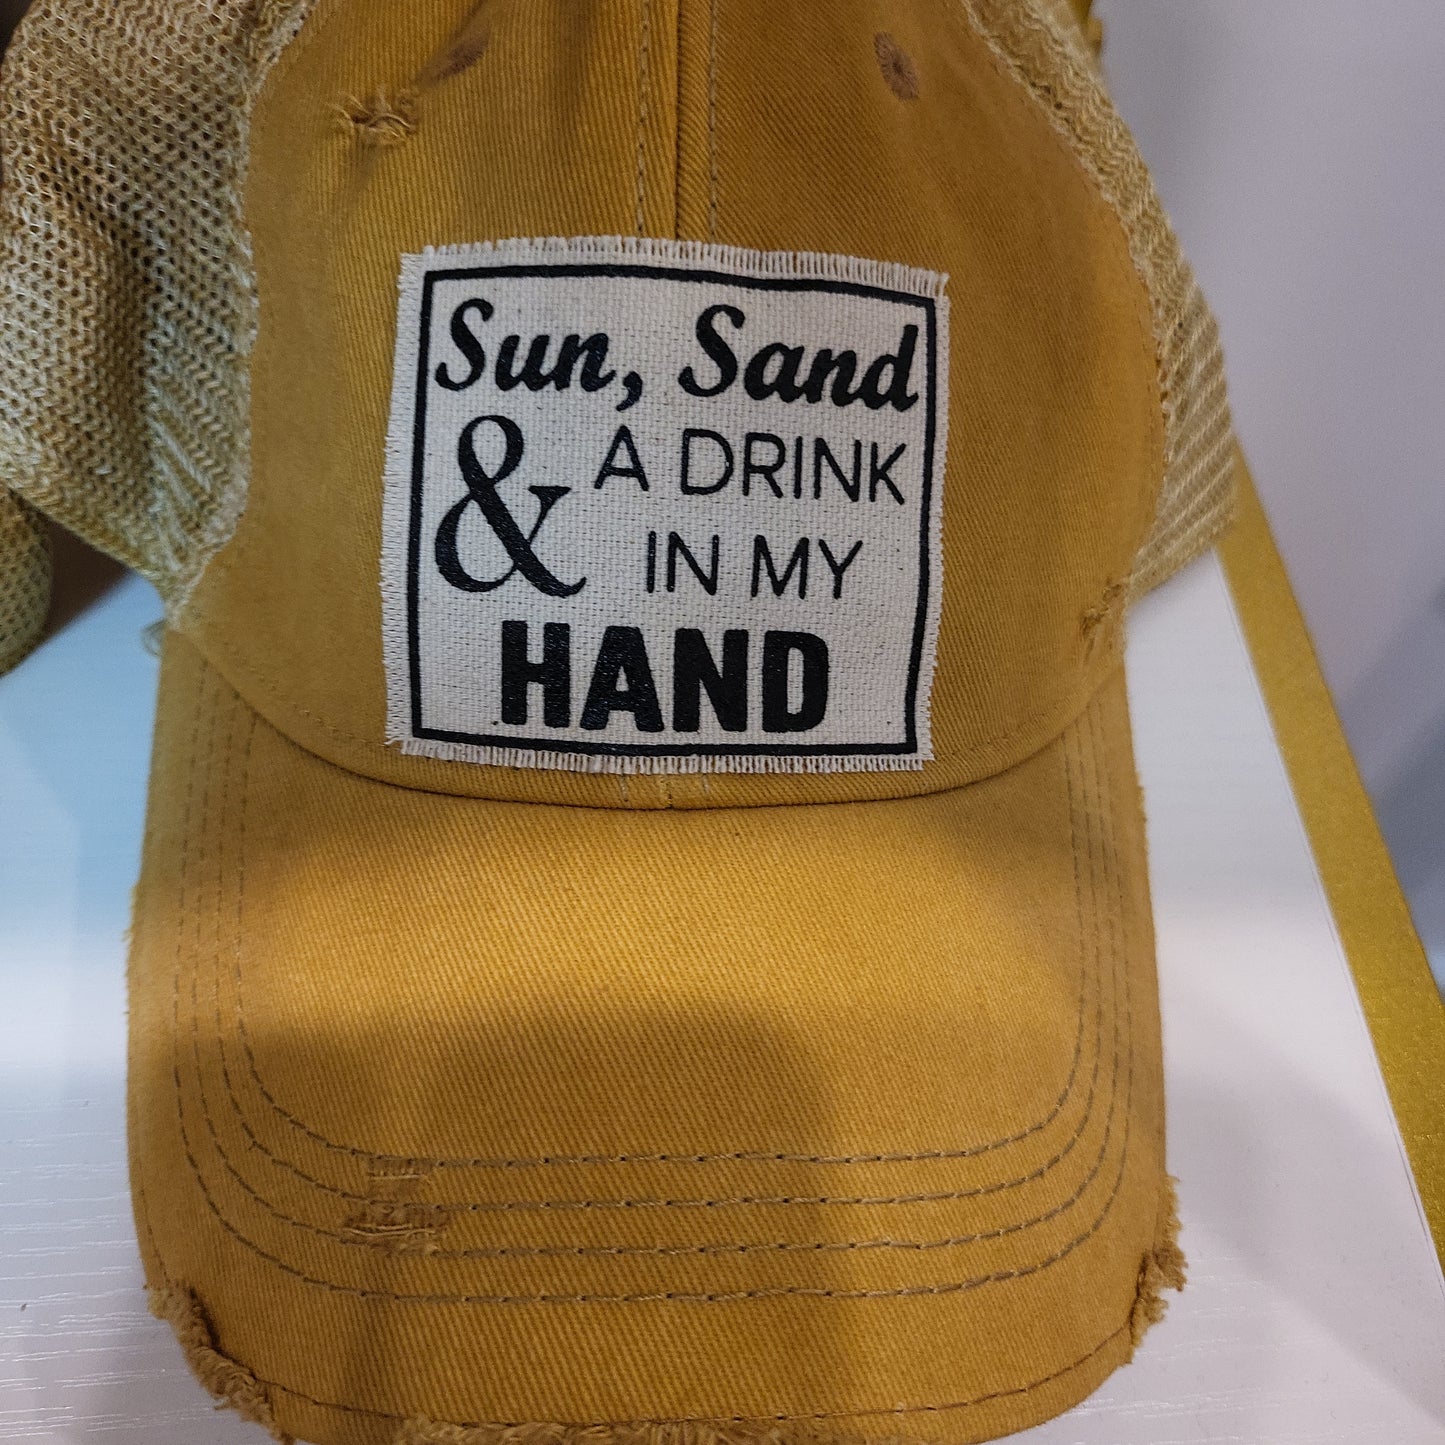 Sun, Sand
& A DRINK
IN MY
HAND